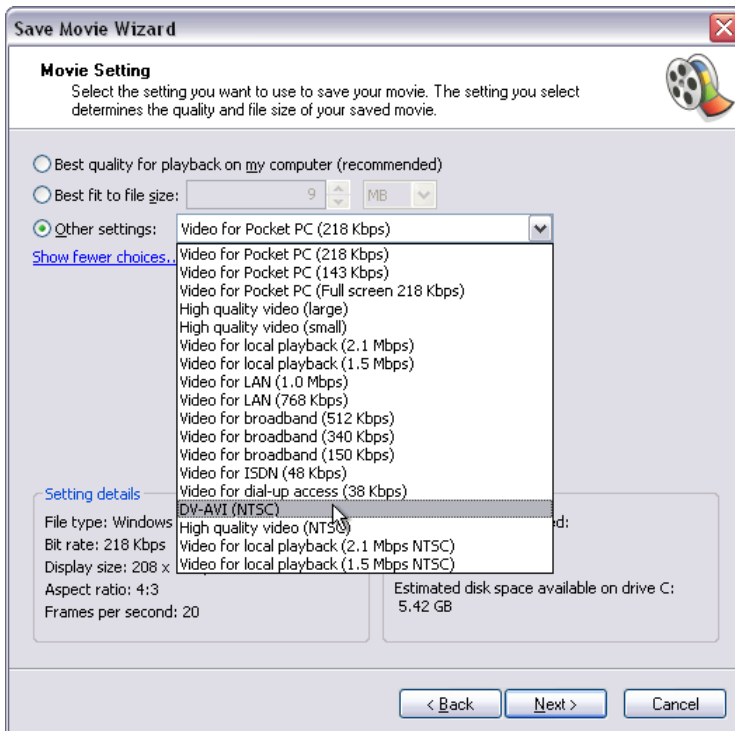 Save Movie Wizard
Movie Setting
Select the setting you want to use to save your movie. The setting you select
determines the quality and file size of your saved movie.
Best quality for playback on my computer (recommended)
Best fit to file size: 9 MB
Other settings: Video for Pocket PC (218 Kbps)
Show fewer choices..
Video for Pocket PC (218 Kbps)
Video for Pocket PC (143 Kbps)
Video for Pocket PC (Full screen 218 Kbps)
High quality video (large)
High quality video (small)
Video for local playback (2.1 Mbps)
Video for local playback (1.5 Mbps)
Video for LAN (1.0 Mbps)
Video for LAN (768 Kbps)
Video for broadband (512 Kbps)
Video for broadband (340 Kbps)
Video for broadband (150 Kbps)
Video for ISDN (48 Kbps)
Video for dial-up access (38 Kbps)
DV-AVI (NTSC)
High quality video (NTSC)
Video for local playback (2.1 Mbps NTSC)
Video for local playback (1.5 Mbps NTSC)
Setting details
File type: Windows
Bit rate: 218 Kbps
Display size: 208 x
Aspect ratio: 4:3
Frames per second: 20
Estimated disk space available on drive C:
5.42 GB
< Back
Next >
Cancel